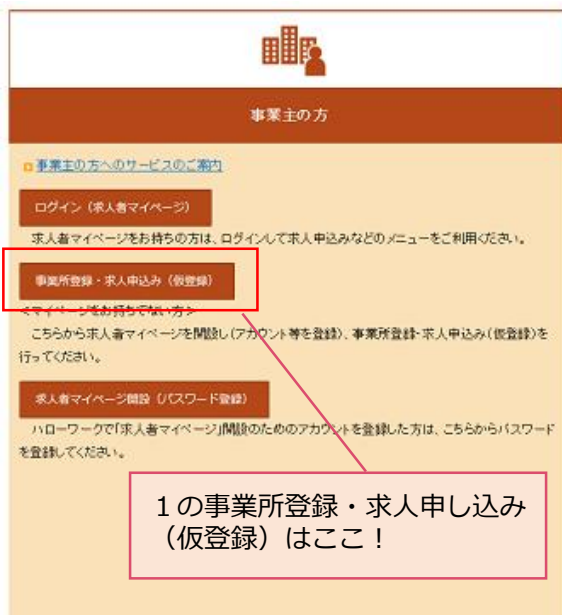 事業主の方
事業主の方へのサービスのご案内
ログイン（求人者マイページ）
求人者マイページをお持ちの方は、ログインして求人申込みなどのメニューをご利用ください。
事業所登録・求人申込み（仮登録）
＜マイページをお持ちでない方＞
こちらから求人者マイページを開設し（アカウント等を登録）、事業所登録・求人申込み（仮登録）を
行ってください。
求人者マイページ開設（パスワード登録）
ハローワークで「求人者マイページ」開設のためのアカウントを登録した方は、こちらからパスワード
を登録してください。
１の事業所登録・求人申し込み
（仮登録）はここ！